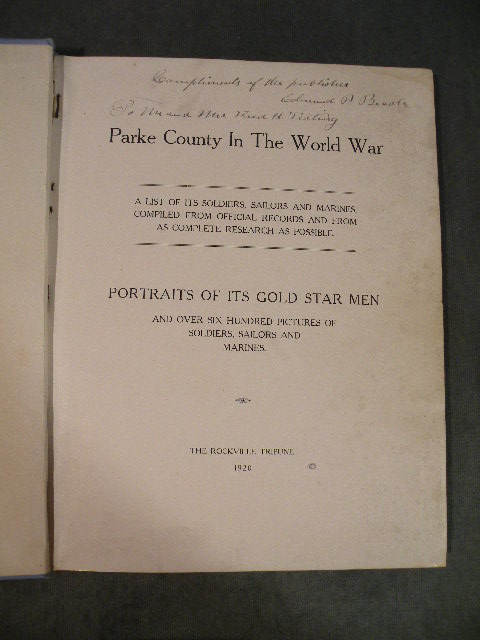 Compliments of the publisher
Edmund P. Beadle
To Mr and Mrs Fred H.
Parke County In The World War
A LIST OF ITS SOLDIERS, SAILORS AND MARINES
COMPILED FROM OFFICIAL RECORDS AND FROM
AS COMPLETE RESEARCH AS POSSIBLE.
PORTRAITS OF ITS GOLD STAR MEN
AND OVER SIX HUNDRED PICTURES OF
SOLDIERS, SAILORS AND
MARINES.
THE ROCKVILLE TRIBUNE
1920 ©